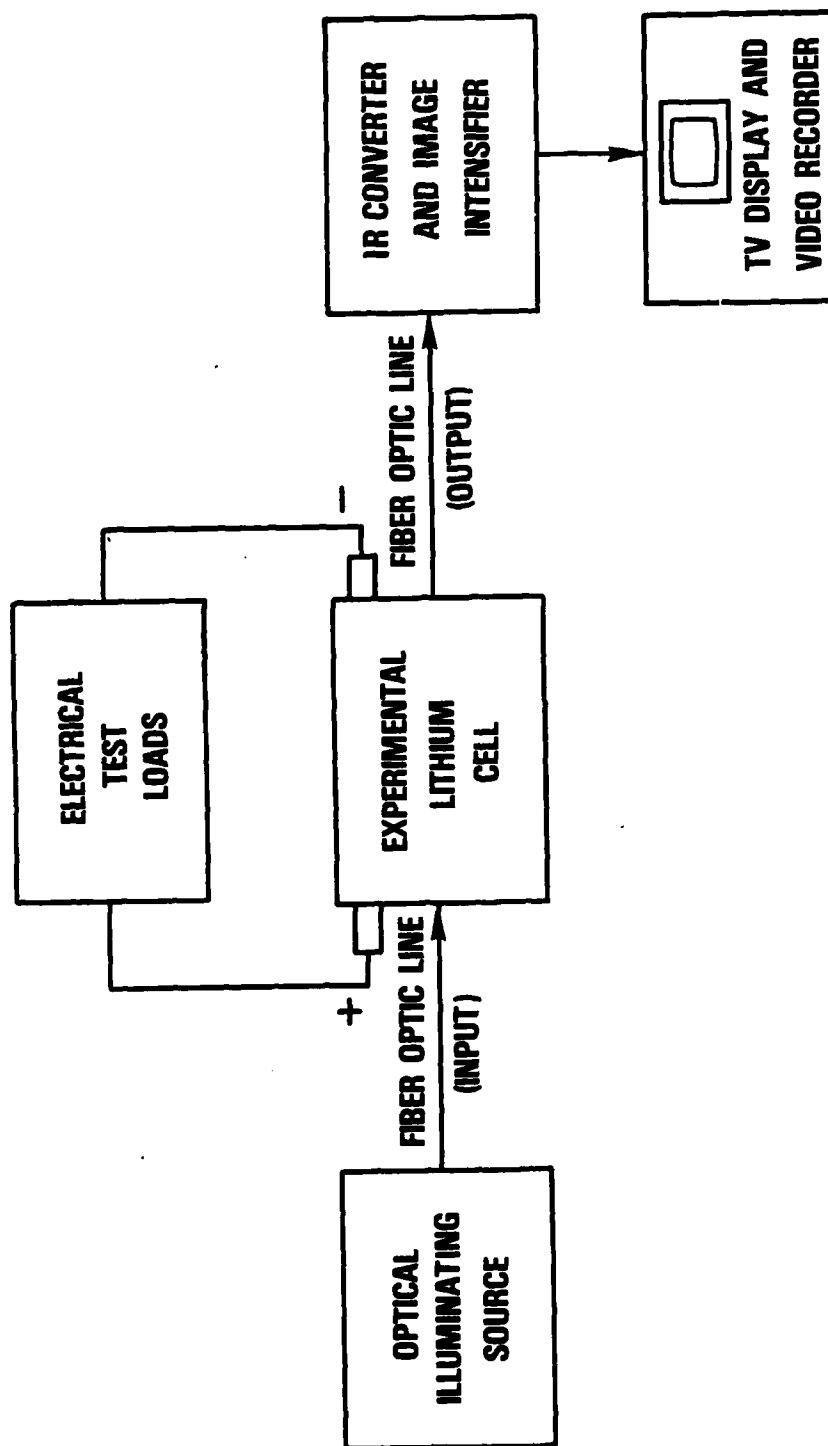 ELECTRICAL
TEST
LOADS
+
−
OPTICAL
ILLUMINATING
SOURCE
FIBER OPTIC LINE
(INPUT)
EXPERIMENTAL
LITHIUM
CELL
FIBER OPTIC LINE
(OUTPUT)
IR CONVERTER
AND IMAGE
INTENSIFIER
TV DISPLAY AND
VIDEO RECORDER